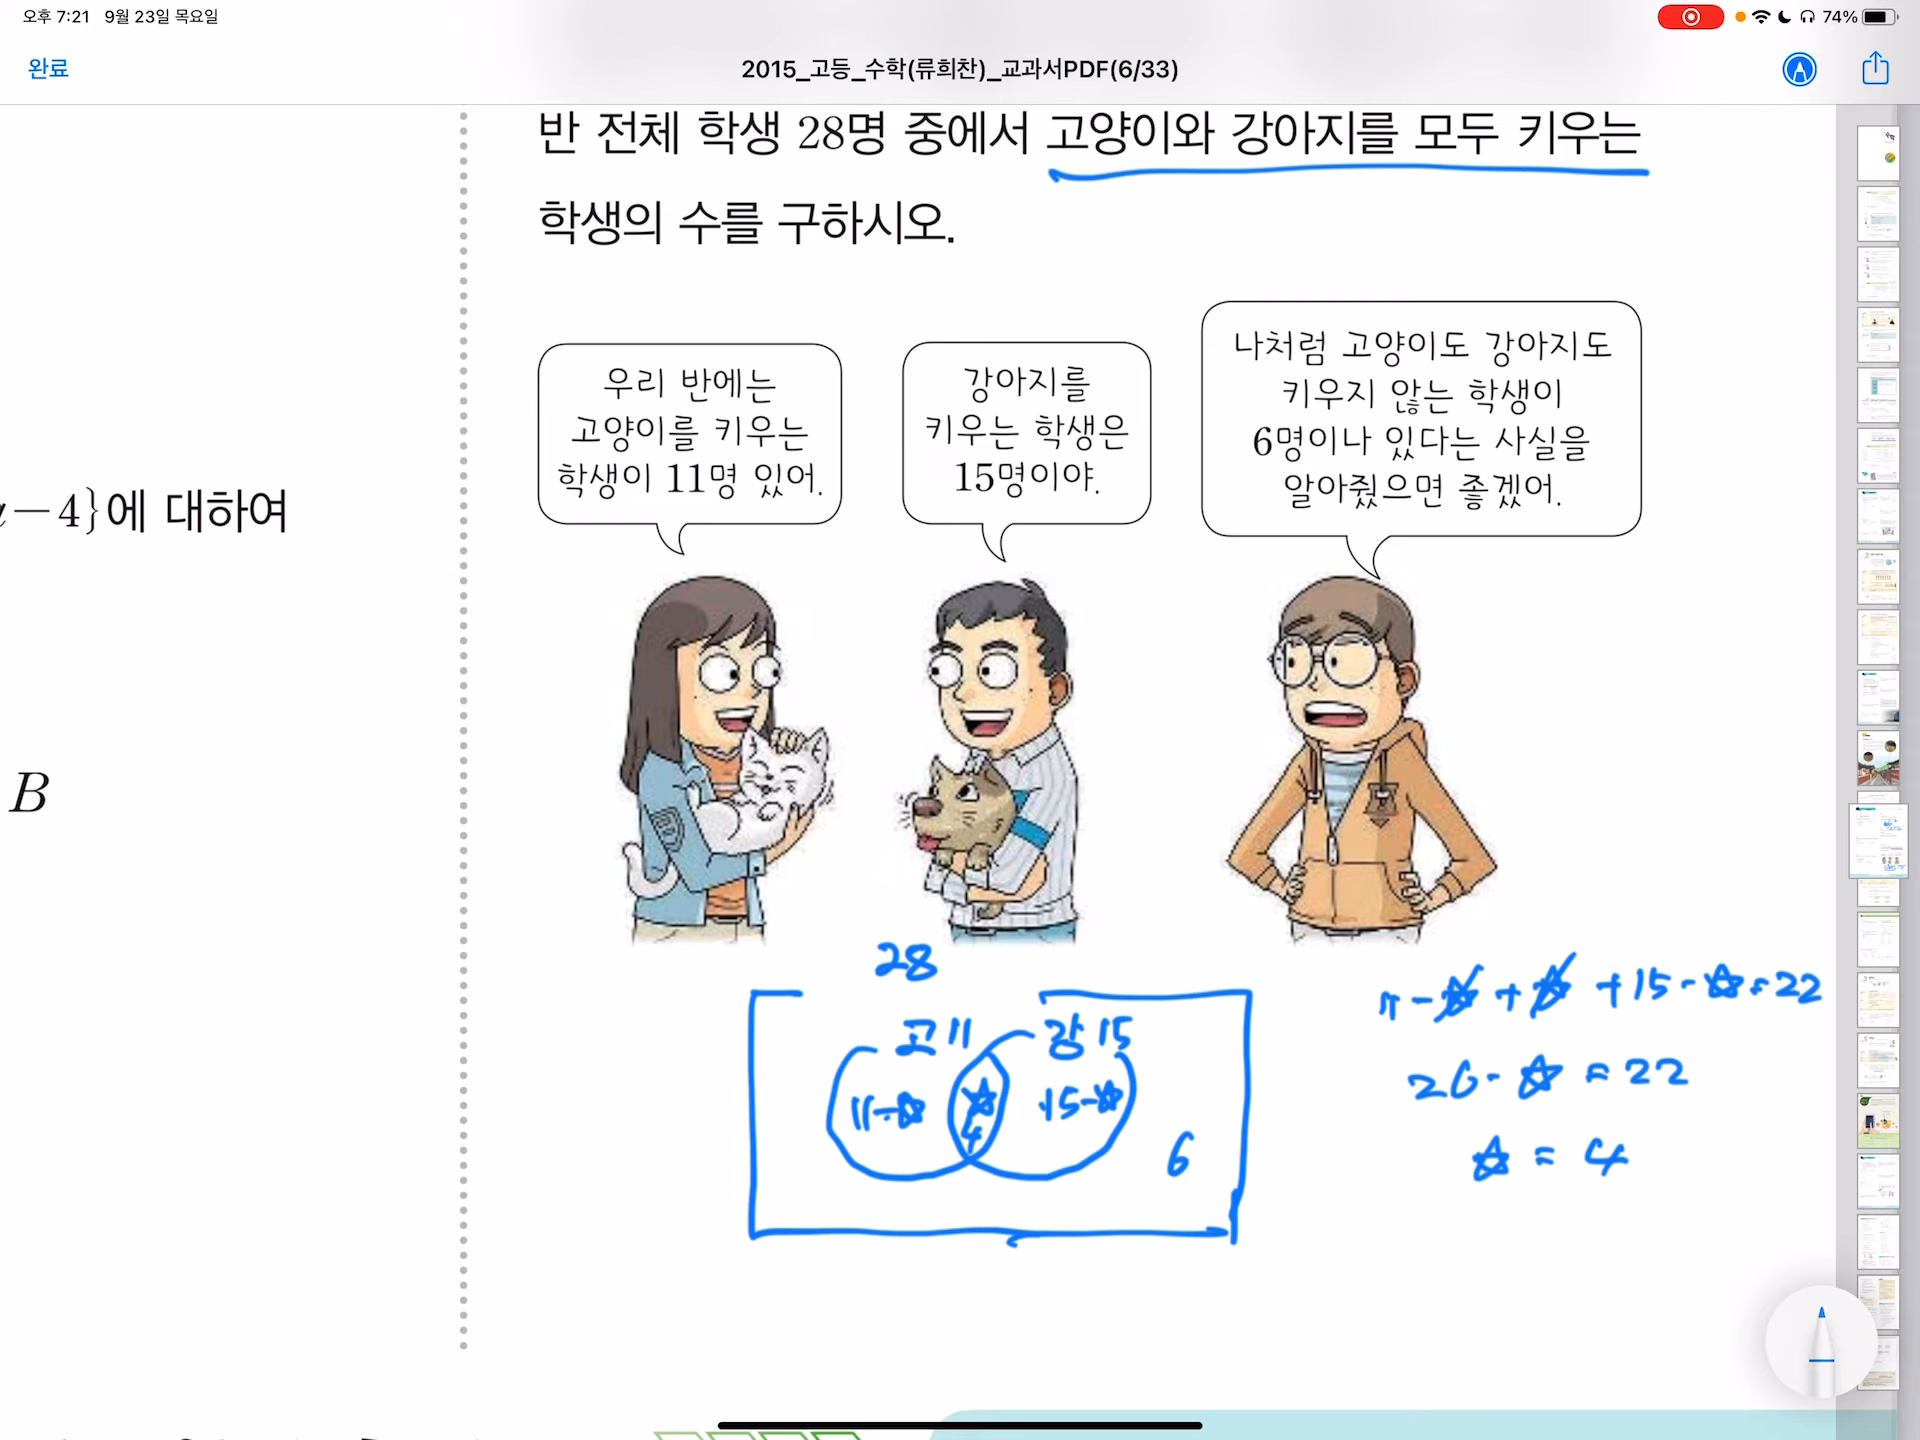 오후 7:21 9월 23일 목요일
74%
완료
2015_고등_수학(류희찬)_교과서PDF(6/33)
반 전체 학생 28명 중에서 고양이와 강아지를 모두 키우는
학생의 수를 구하시오.
우리 반에는
고양이를 키우는
학생이 11명 있어.
강아지를
키우는 학생은
15명이야.
나처럼 고양이도 강아지도
키우지 않는 학생이
6명이나 있다는 사실을
알아줬으면 좋겠어.
-4}에 대하여
B
28
고 11
강 15
11-☆
☆
4
15-☆
6
11-☆+☆+15-☆=22
26-☆=22
☆=4